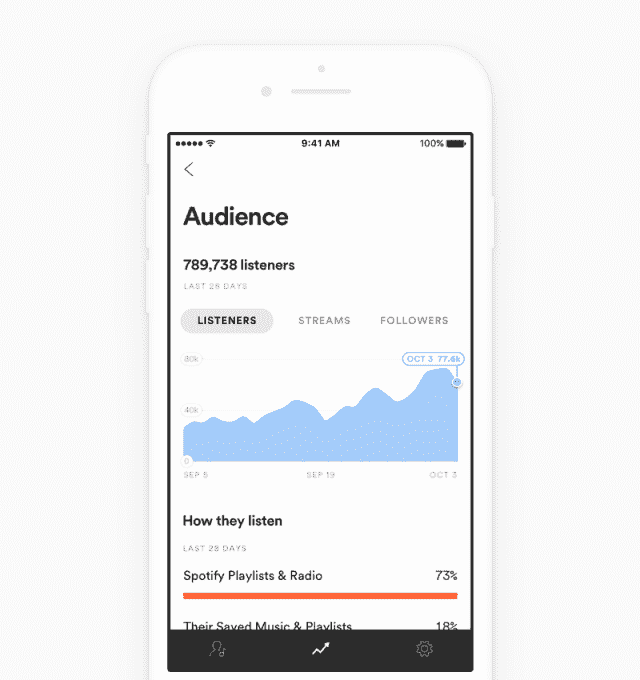 9:41 AM
100%
Audience
789,738 listeners
LAST 28 DAYS
LISTENERS STREAMS FOLLOWERS
80k
OCT 3 77.6k
40k
0
SEP 5 SEP 19 OCT 3
How they listen
LAST 28 DAYS
Spotify Playlists & Radio 73%
Their Saved Music & Playlists 18%